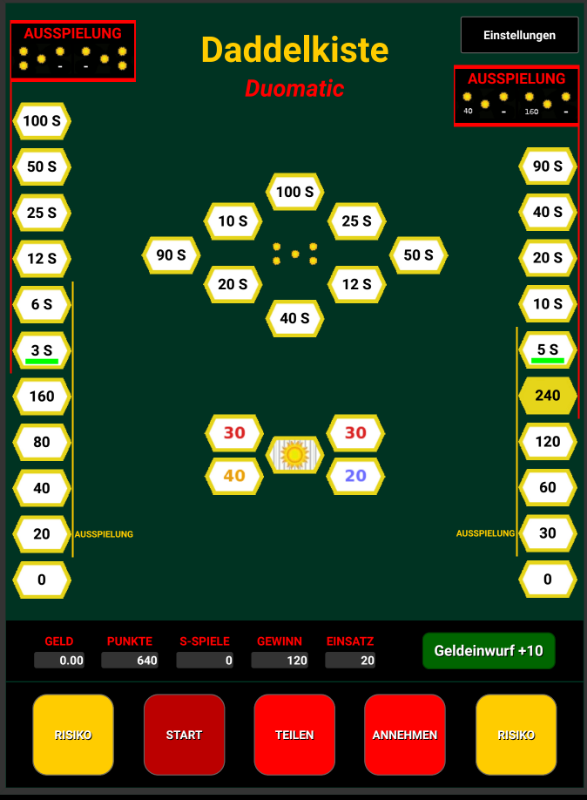 AUSSPIELUNG
- -
Daddelkiste
Duomatic
Einstellungen
AUSSPIELUNG
40 - 160 -
100 S
50 S
25 S
12 S
6 S
3 S
160
80
40
20
AUSSPIELUNG
0
100 S
10 S
25 S
90 S
50 S
20 S
12 S
40 S
30
30
40
20
90 S
40 S
20 S
10 S
5 S
240
120
60
AUSSPIELUNG
30
0
GELD PUNKTE S-SPIELE GEWINN EINSATZ
0.00 640 0 120 20
Geldeinwurf +10
RISIKO
START
TEILEN
ANNEHMEN
RISIKO